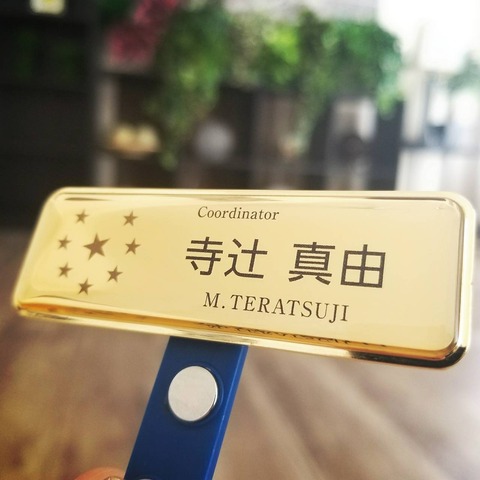 Coordinator
寺辻 真由
M.TERATSUJI